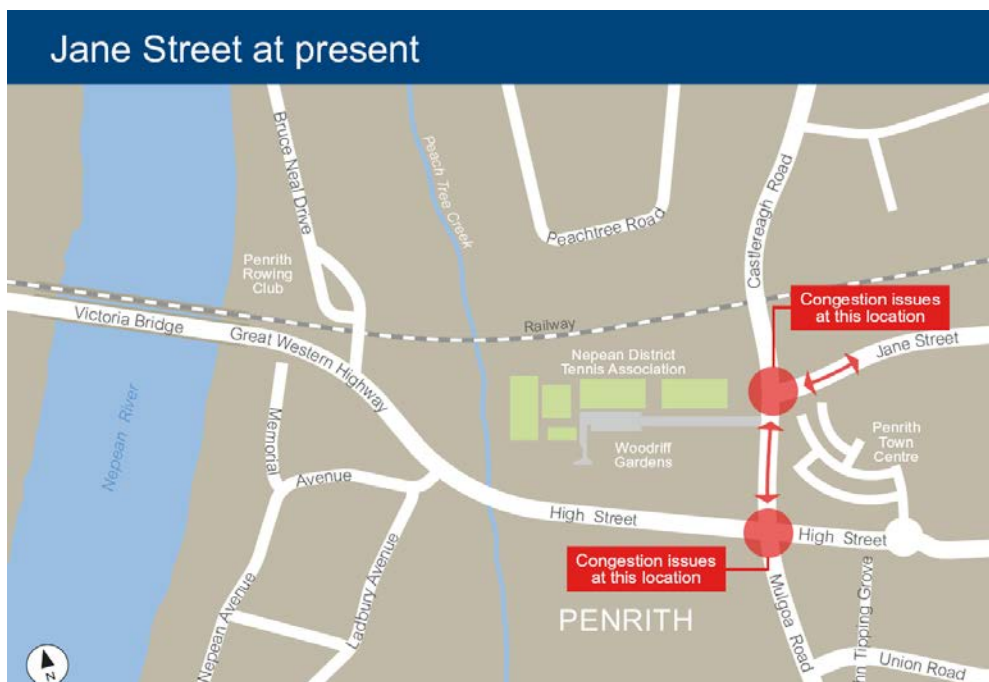 Jane Street at present
Bruce Neal Drive
Peach Tree Creek
Castlereagh Road
Peachtree Road
Penrith
Rowing
Club
Congestion issues
at this location
Victoria Bridge
Great Western Highway
Railway
Jane Street
Nepean District
Tennis Association
Nepean River
Memorial
Avenue
Woodriff
Gardens
Penrith
Town
Centre
High Street
High Street
Congestion issues
at this location
Nepean Avenue
Ladbury Avenue
PENRITH
Mulgoa Road
Tipping Grove
Union Road
N